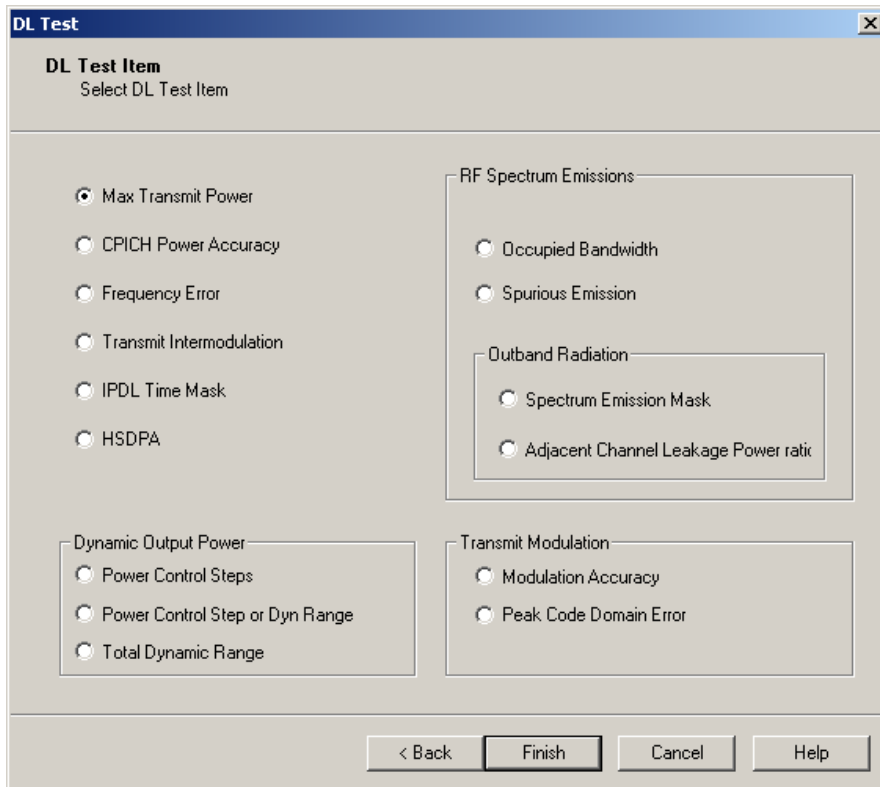 DL Test
DL Test Item
Select DL Test Item
Max Transmit Power
CPICH Power Accuracy
Frequency Error
Transmit Intermodulation
IPDL Time Mask
HSDPA
RF Spectrum Emissions
Occupied Bandwidth
Spurious Emission
Outband Radiation
Spectrum Emission Mask
Adjacent Channel Leakage Power ratio
Dynamic Output Power
Power Control Steps
Power Control Step or Dyn Range
Total Dynamic Range
Transmit Modulation
Modulation Accuracy
Peak Code Domain Error
< Back
Finish
Cancel
Help